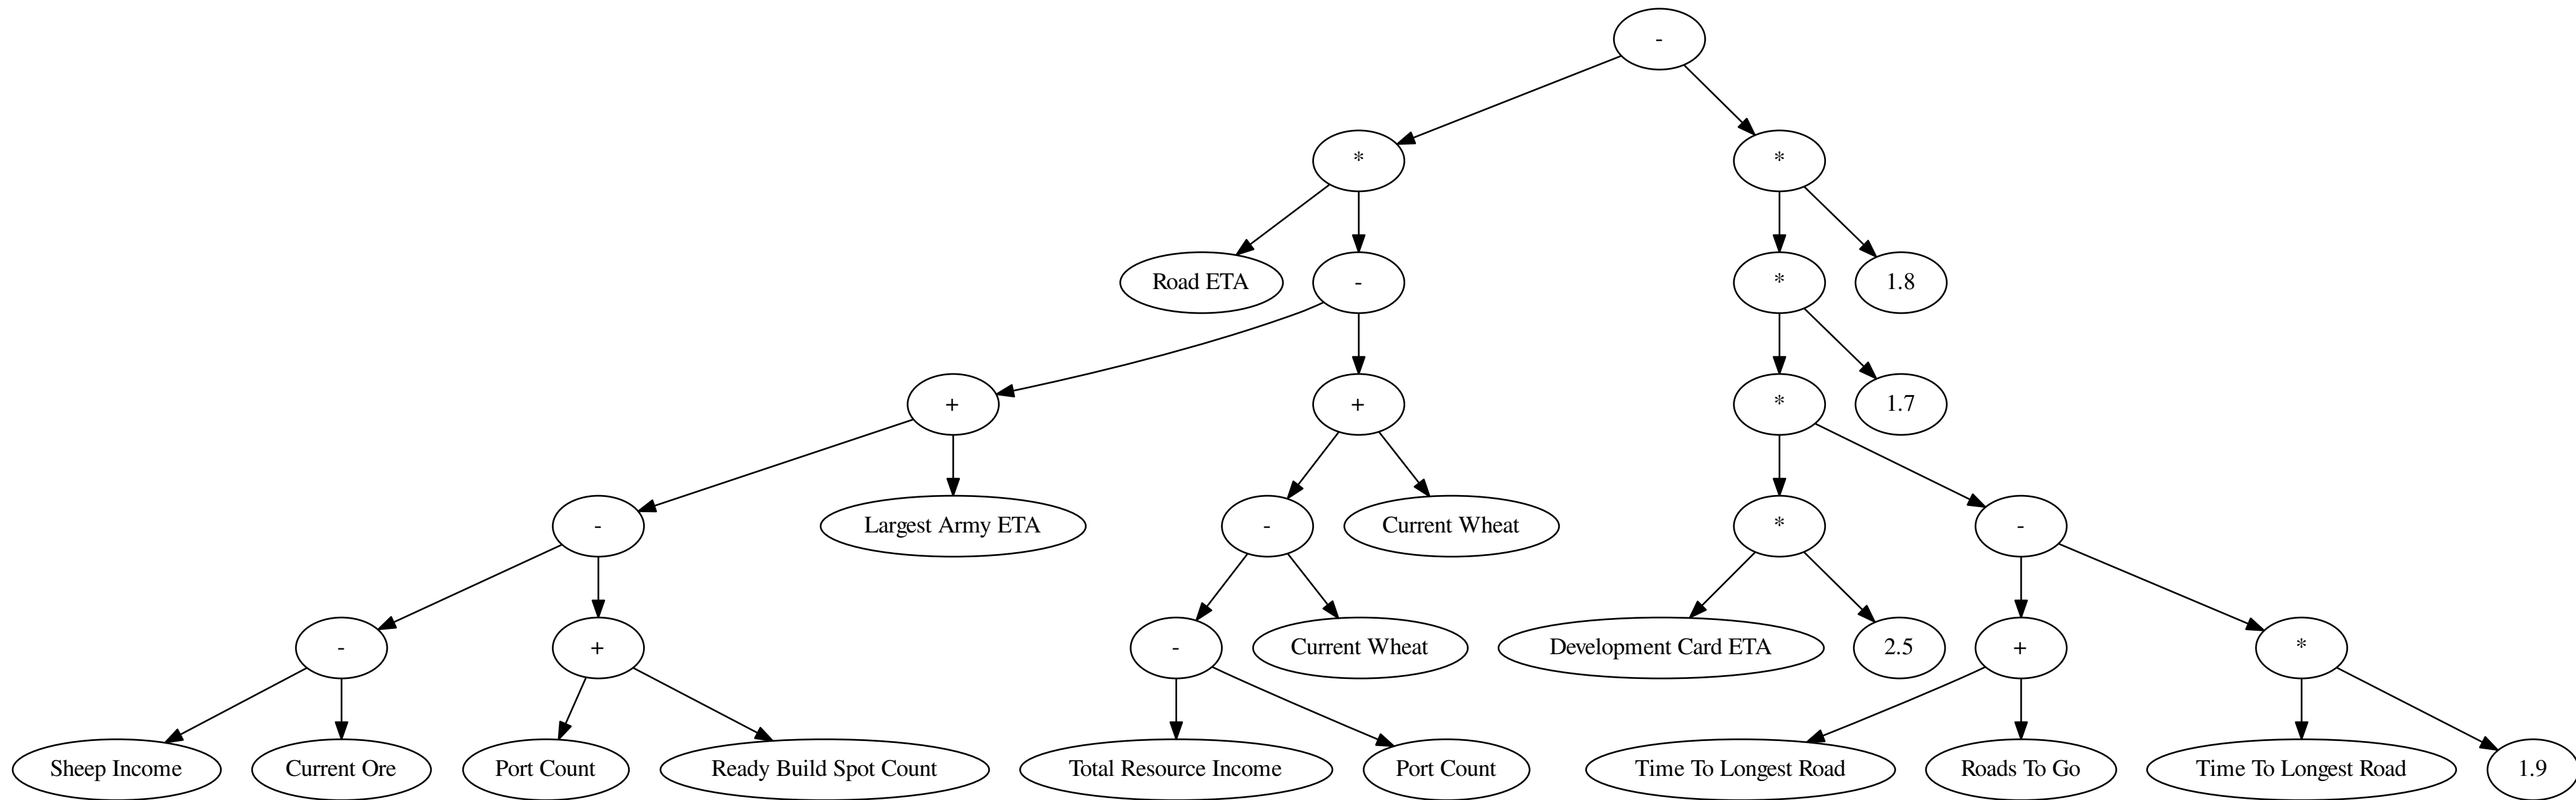 -
*
*
Road ETA
-
*
1.8
+
+
*
1.7
-
Largest Army ETA
-
Current Wheat
*
-
-
+
-
Current Wheat
Development Card ETA
2.5
+
*
Sheep Income
Current Ore
Port Count
Ready Build Spot Count
Total Resource Income
Port Count
Time To Longest Road
Roads To Go
Time To Longest Road
1.9